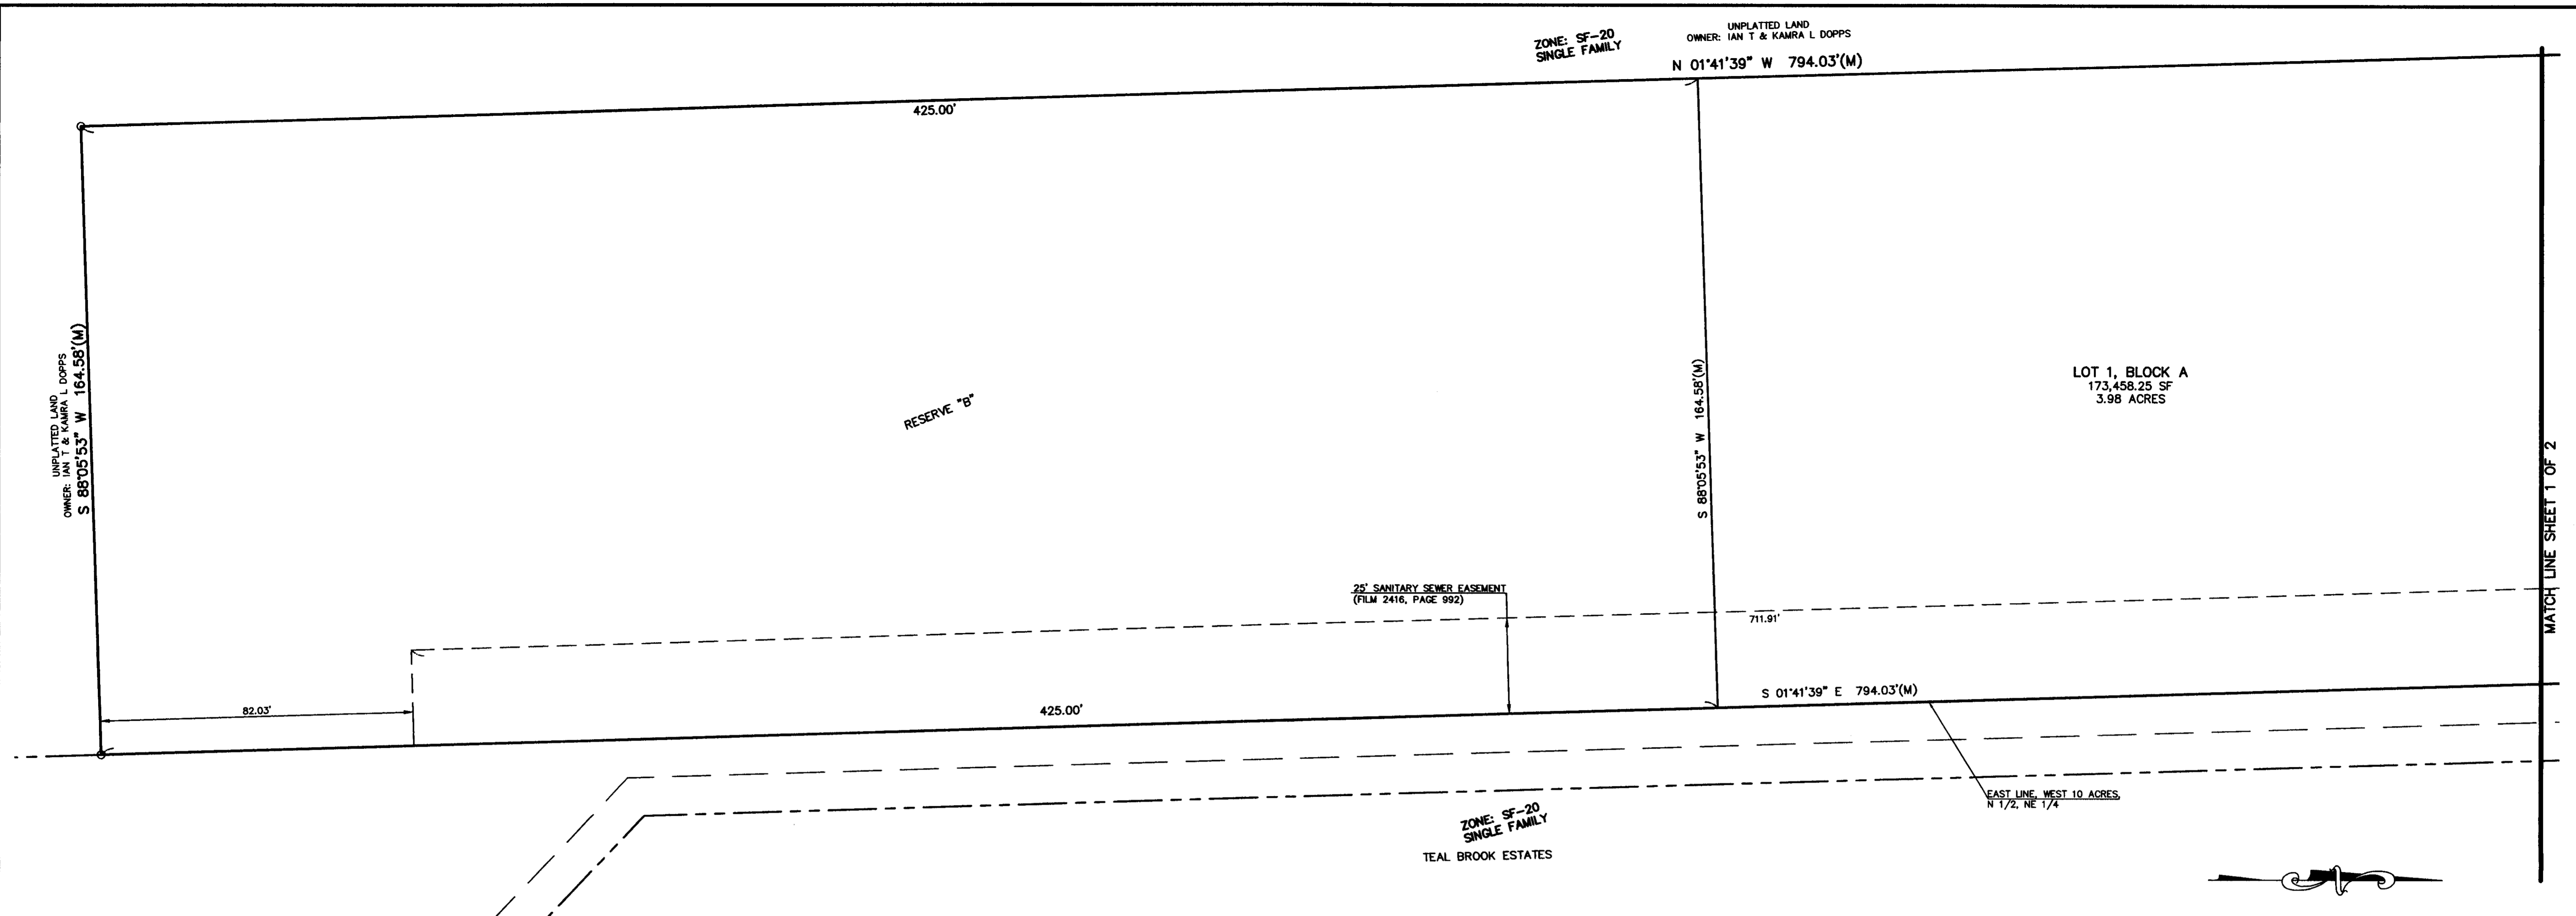 UNPLATTED LAND
OWNER: IAN T & KAMRA L DOPPS
ZONE: SF-20
SINGLE FAMILY
N 01°41'39" W 794.03'(M)
425.00'
UNPLATTED LAND
OWNER: IAN T & KAMRA L DOPPS
S 88°05'53" W 164.58'(M)
RESERVE "B"
S 88°05'53" W 164.58'(M)
LOT 1, BLOCK A
173,458.25 SF
3.98 ACRES
MATCH LINE SHEET 1 OF 2
25' SANITARY SEWER EASEMENT
(FILM 2416, PAGE 992)
711.91'
S 01°41'39" E 794.03'(M)
82.03'
425.00'
EAST LINE, WEST 10 ACRES,
N 1/2, NE 1/4
ZONE: SF-20
SINGLE FAMILY
TEAL BROOK ESTATES